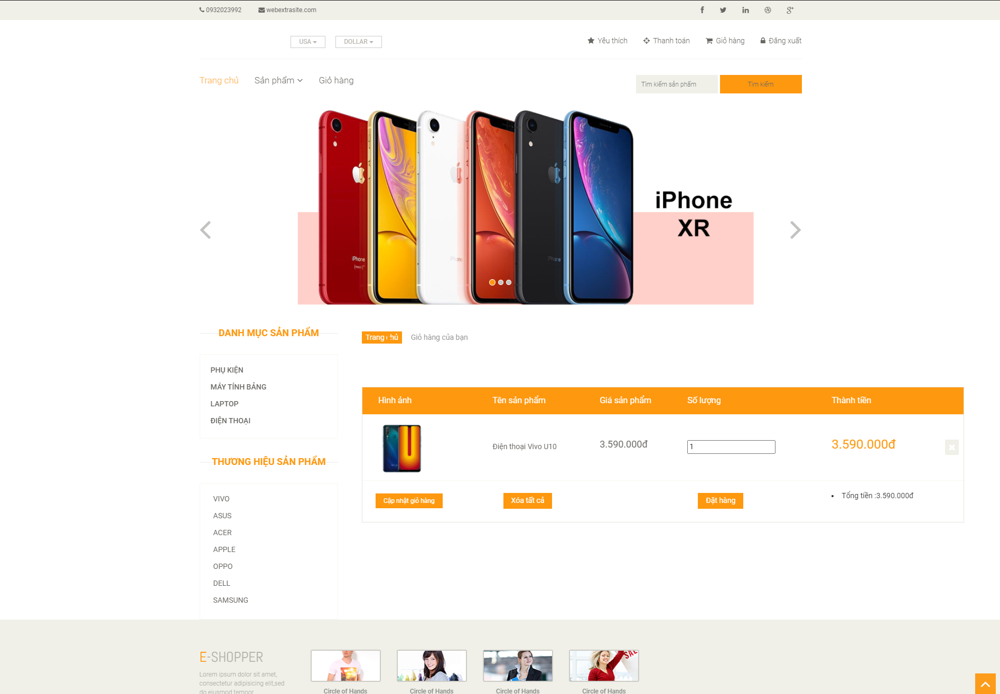 0932023992 webextrasite.com
USA DOLLAR Yêu thích Thanh toán Giỏ hàng Đăng xuất
Trang chủ Sản phẩm Giỏ hàng Tìm kiếm sản phẩm Tìm kiếm
iPhone
XR
iPhone iPhone iPhone
(PRODUCT)
DANH MỤC SẢN PHẨM
PHỤ KIỆN
MÁY TÍNH BẢNG
LAPTOP
ĐIỆN THOẠI
THƯƠNG HIỆU SẢN PHẨM
VIVO
ASUS
ACER
APPLE
OPPO
DELL
SAMSUNG
Trang chủ Giỏ hàng của bạn
Hình ảnh Tên sản phẩm Giá sản phẩm Số lượng Thành tiền
Điện thoại Vivo U10 3.590.000đ 1 3.590.000đ
Cập nhật giỏ hàng Xóa tất cả Đặt hàng Tổng tiền :3.590.000đ
E-SHOPPER
Lorem ipsum dolor sit amet,
consectetur adipisicing elit,sed
do eiusmod tempor
SALE
Circle of Hands Circle of Hands Circle of Hands Circle of Hands